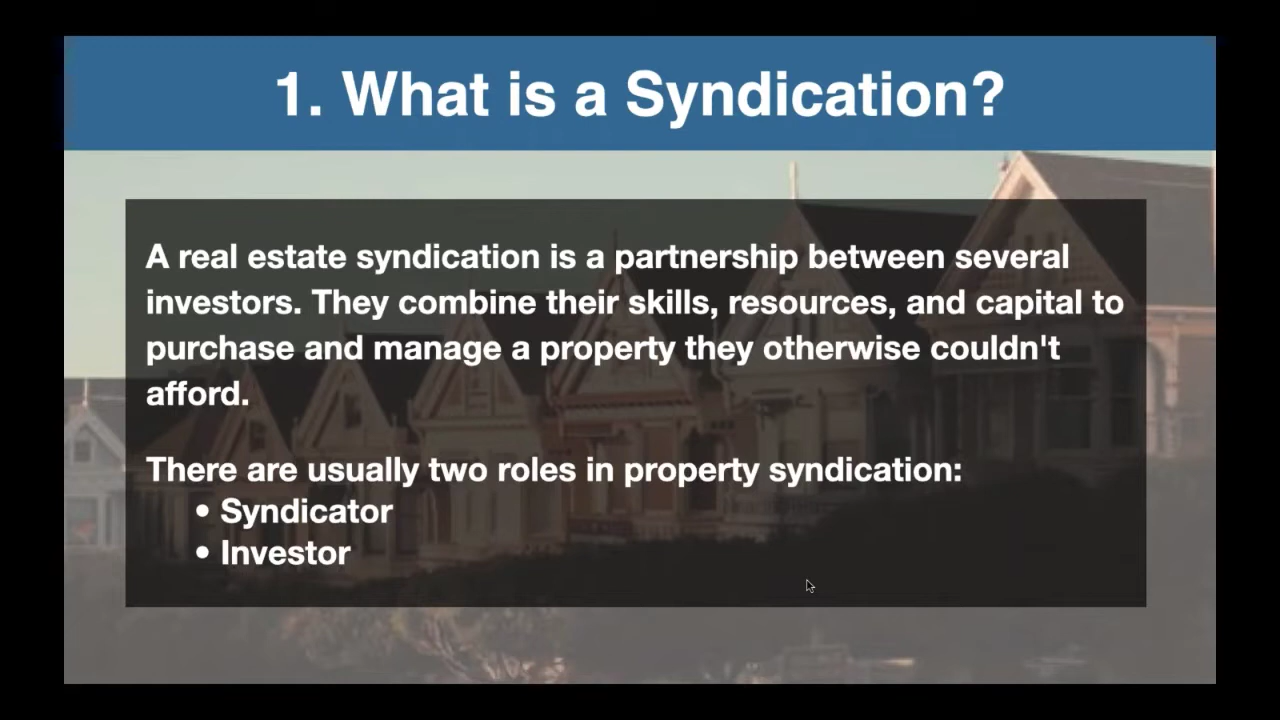 1. What is a Syndication?
A real estate syndication is a partnership between several
investors. They combine their skills, resources, and capital to
purchase and manage a property they otherwise couldn't
afford.
There are usually two roles in property syndication:
• Syndicator
• Investor